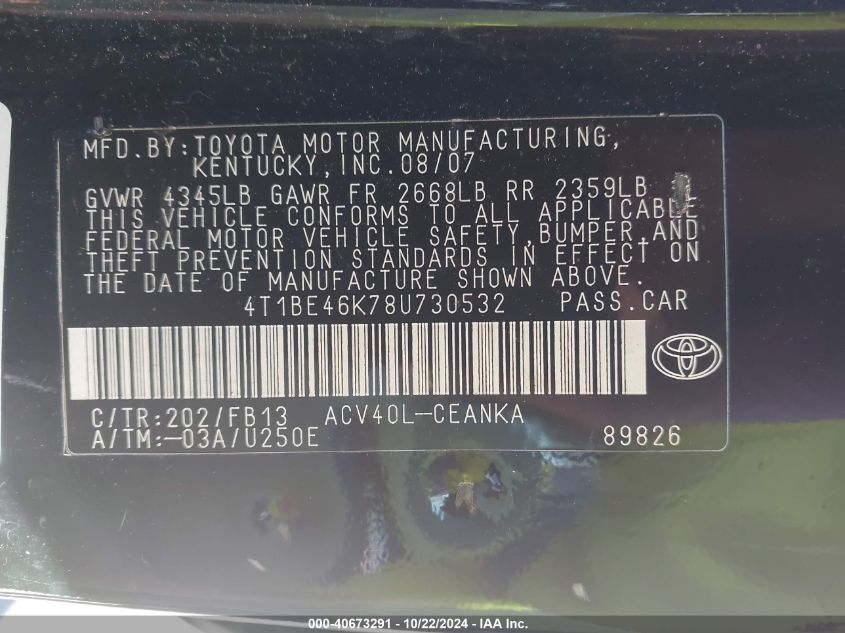 MFD.BY:TOYOTA MOTOR MANUFACTURING,
KENTUCKY,INC.08/07
GVWR 4345LB GAWR FR 2668LB RR 2359LB
THIS VEHICLE CONFORMS TO ALL APPLICABLE
FEDERAL MOTOR VEHICLE SAFETY,BUMPER,AND
THEFT PREVENTION STANDARDS IN EFFECT ON
THE DATE OF MANUFACTURE SHOWN ABOVE.
4T1BE46K78U730532 PASS.CAR
C/TR:202/FB13 ACV40L-CEANKA
A/TM:-03A/U250E 89826
000-40673291 - 10/22/2024 - IAA Inc.